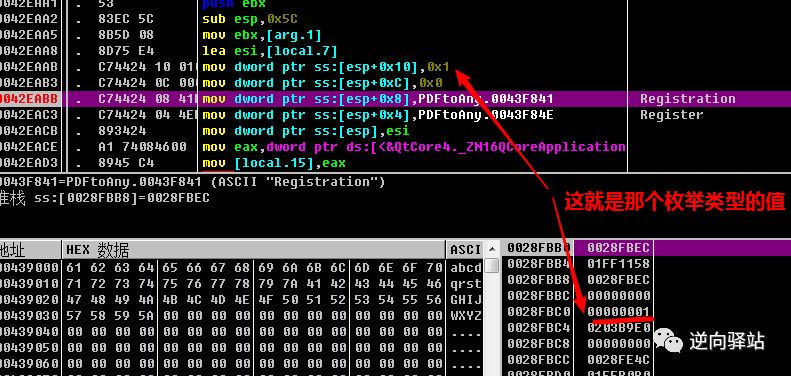 0042EAA1 . 53 push ebx
0042EAA2 . 83EC 5C sub esp,0x5C
0042EAA5 . 8B5D 08 mov ebx,[arg.1]
0042EAA8 . 8D75 E4 lea esi,[local.7]
0042EAAB . C74424 10 01 mov dword ptr ss:[esp+0x10],0x1
0042EAB3 . C74424 0C 00 mov dword ptr ss:[esp+0xC],0x0
0042EABB . C74424 08 41 mov dword ptr ss:[esp+0x8],PDFtoAny.0043F841 Registration
0042EAC3 . C74424 04 4E mov dword ptr ss:[esp+0x4],PDFtoAny.0043F84E Register
0042EACB . 893424 mov dword ptr ss:[esp],esi
0042EACE . A1 74084600 mov eax,dword ptr ds:[<&QtCore4._ZN16QCoreApplication
0042EAD3 . 8945 C4 mov [local.15],eax
0043F841=PDFtoAny.0043F841 (ASCII "Registration")
堆栈 ss:[0028FBB8]=0028FBEC
这就是那个枚举类型的值
地址 HEX 数据 ASCI
00439000 61 62 63 64 65 66 67 68 69 6A 6B 6C 6D 6E 6F 70 abcd
00439010 71 72 73 74 75 76 77 78 79 7A 41 42 43 44 45 46 qrst
00439020 47 48 49 4A 4B 4C 4D 4E 4F 50 51 52 53 54 55 56 GHIJ
00439030 57 58 59 5A 00 00 00 00 00 00 00 00 00 00 00 00 WXYZ
00439040 00 00 00 00 00 00 00 00 00 00 00 00 00 00 00 00 ....
00439050 00 00 00 00 00 00 00 00 00 00 00 00 00 00 00 00 ....
00439060 00 00 00 00 00 00 00 00 00 00 00 00 00 00 00 00 ....
0028FBB0 0028FBEC
0028FBB4 01FF1158
0028FBB8 0028FBEC
0028FBBC 00000000
0028FBC0 00000001
0028FBC4 0203B9E0
0028FBC8 00000000
0028FBCC 0028FE4C
逆向驿站